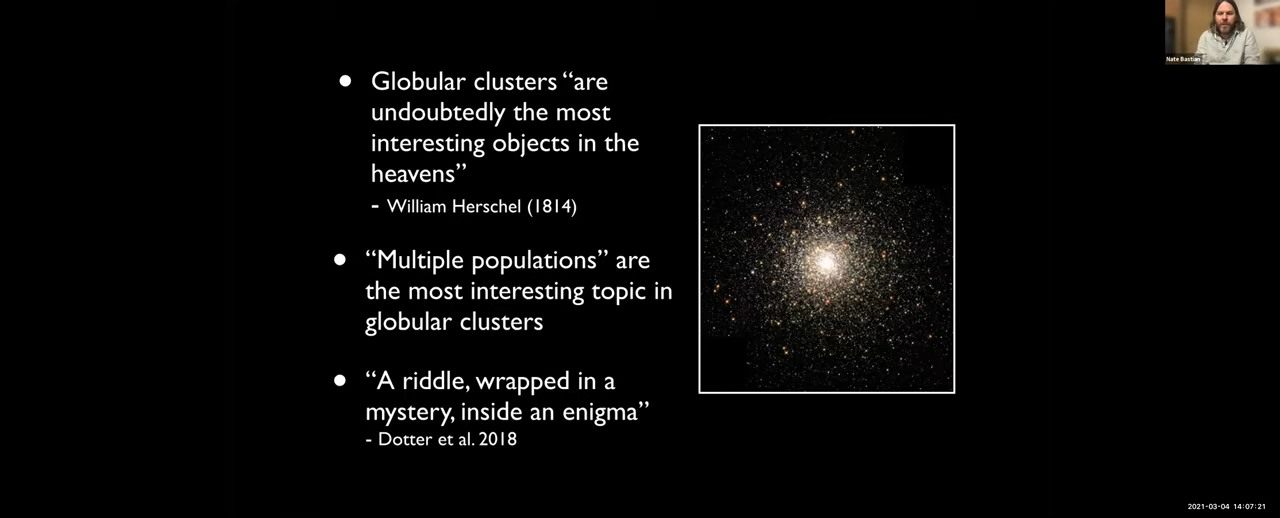 ● Globular clusters “are
undoubtedly the most
interesting objects in the
heavens”
- William Herschel (1814)
● “Multiple populations” are
the most interesting topic in
globular clusters
● “A riddle, wrapped in a
mystery, inside an enigma”
- Dotter et al. 2018
Nate Bastian
2021-03-04 14:07:21